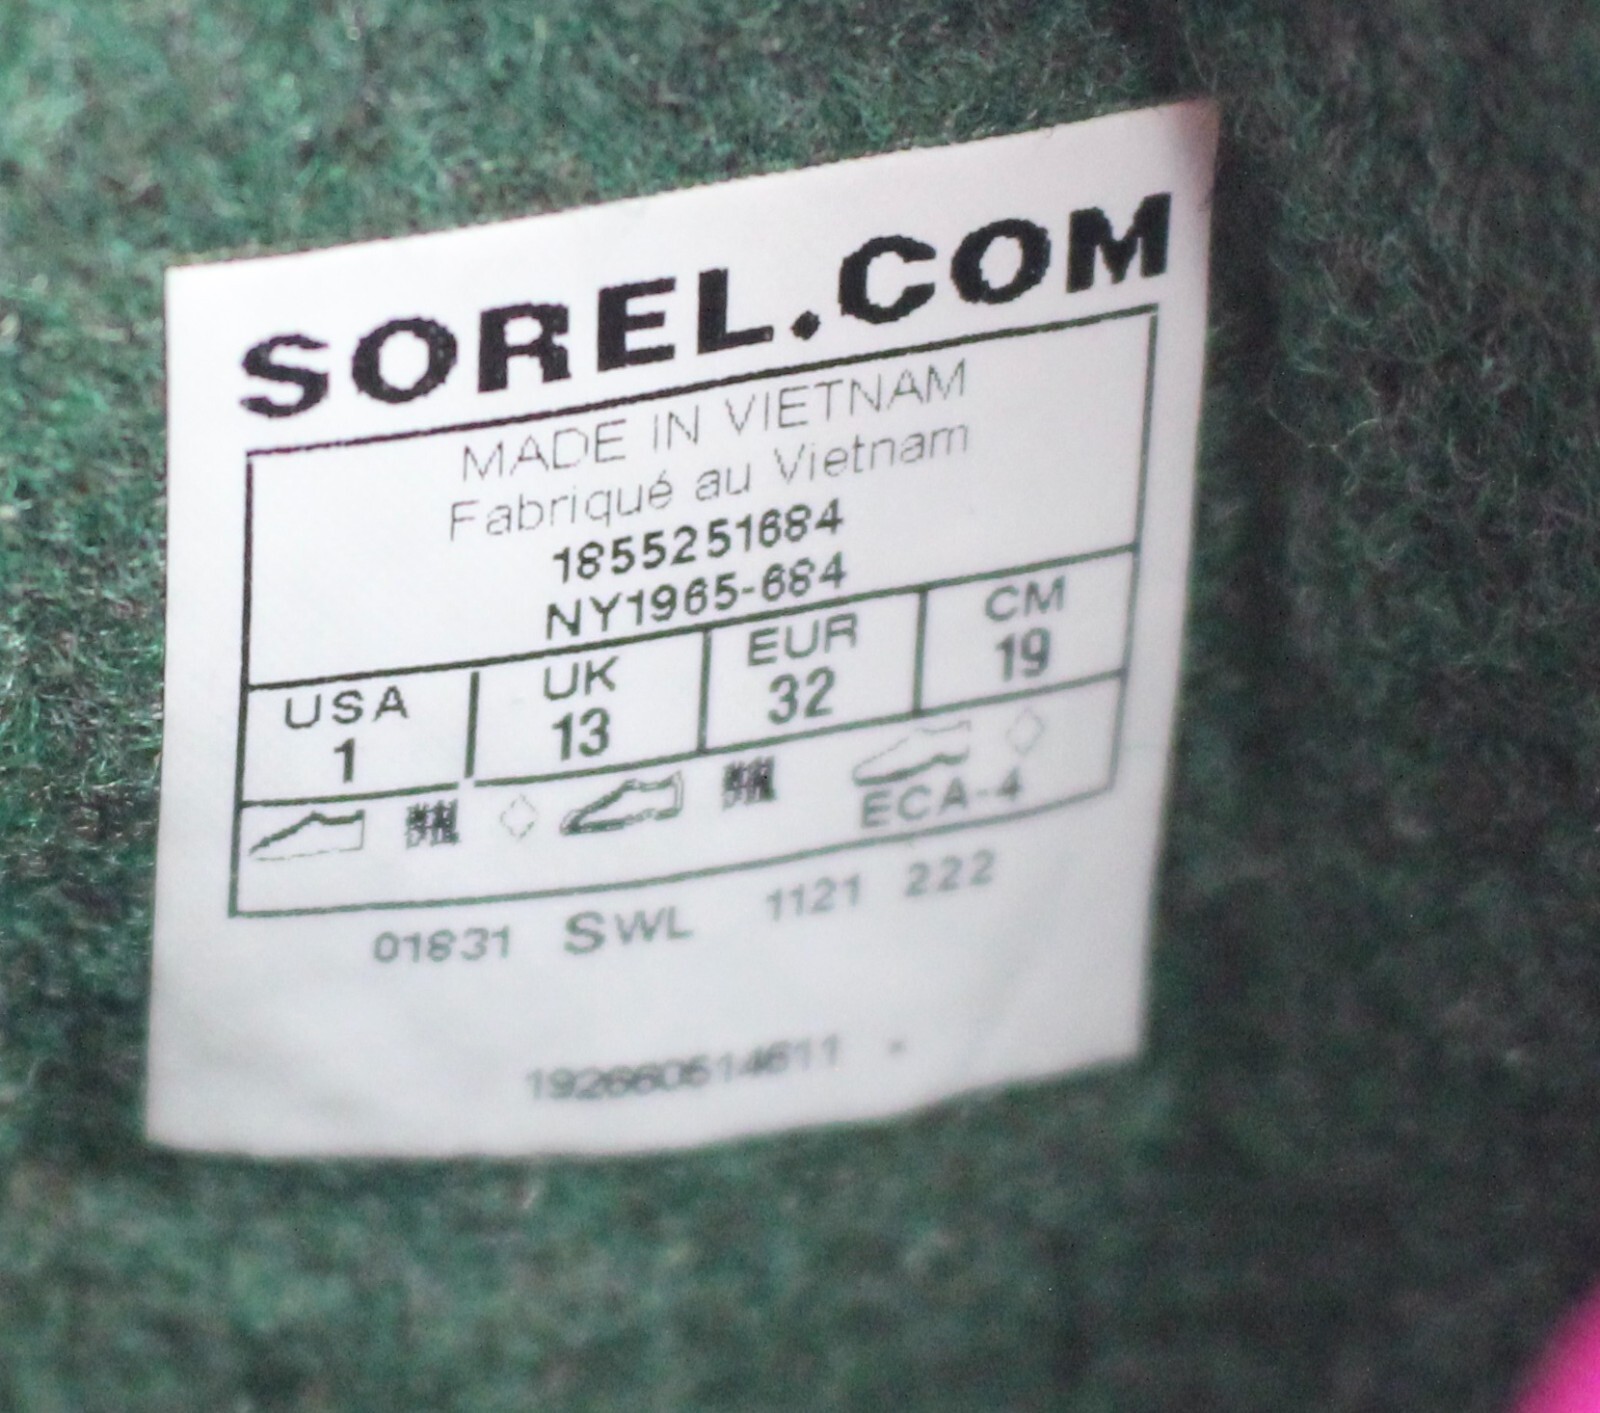 SOREL.COM
MADE IN VIETNAM
Fabriqué au Vietnam
1855251684
NY1965-684
USA UK EUR CM
1 13 32 19
ECA-4
01831 SWL 1121 222